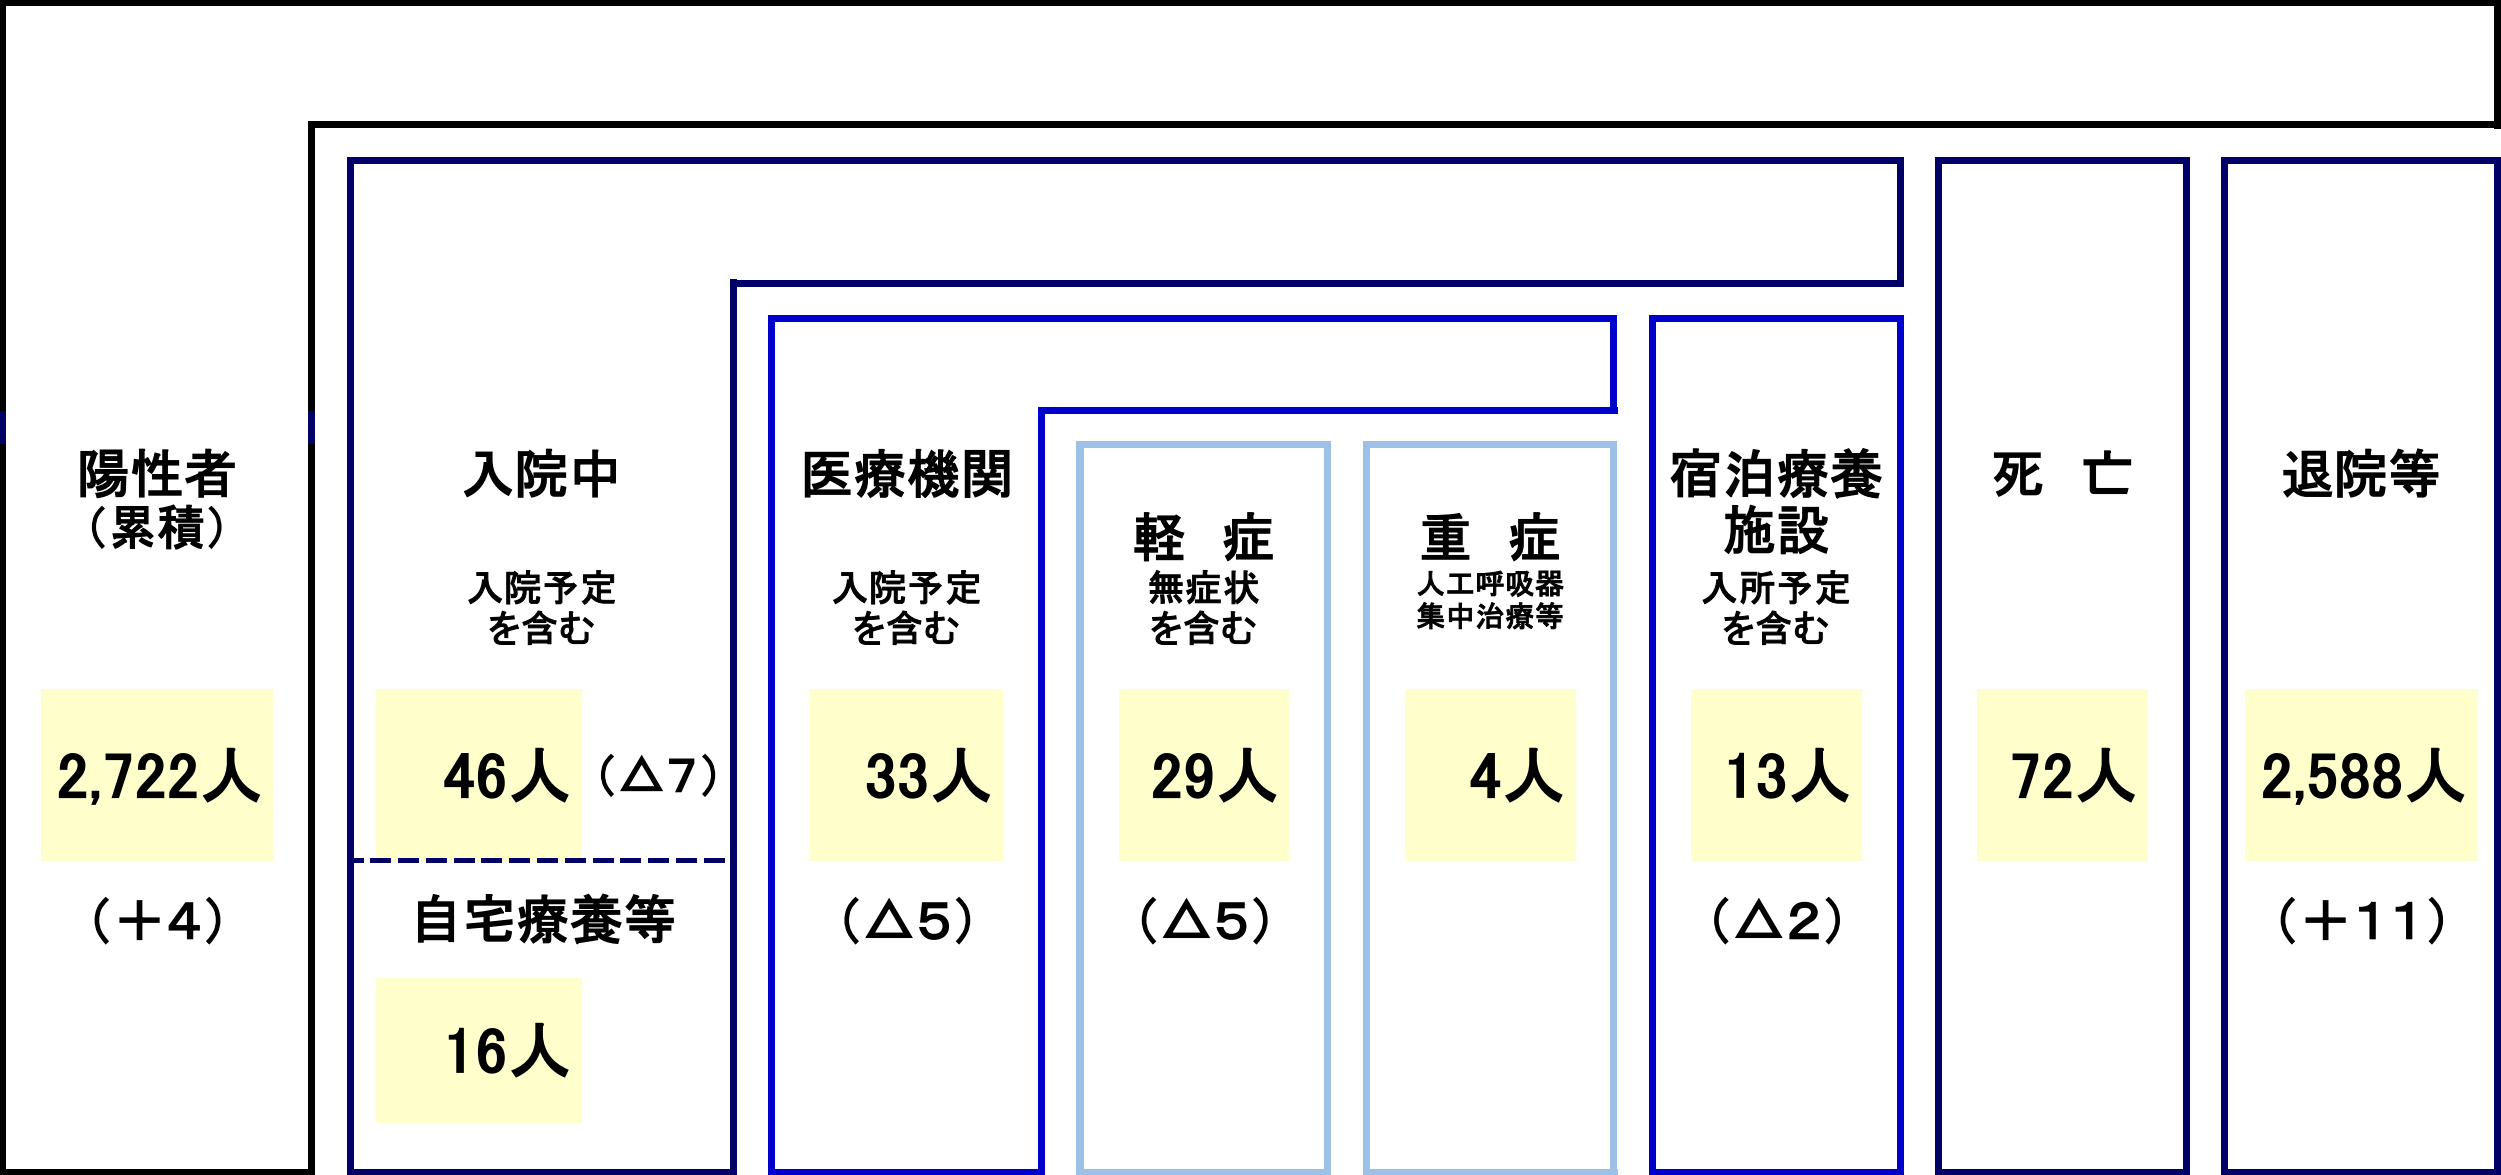 陽性者
（累積）
2,722人
（＋4）
入院中
入院予定
を含む
46人（△7）
自宅療養等
16人
医療機関
入院予定
を含む
33人
（△5）
軽　症
無症状
を含む
29人
（△5）
重　症
人工呼吸器
集中治療等
4人
宿泊療養
施設
入所予定
を含む
13人
（△2）
死　亡
72人
退院等
2,588人
（＋11）